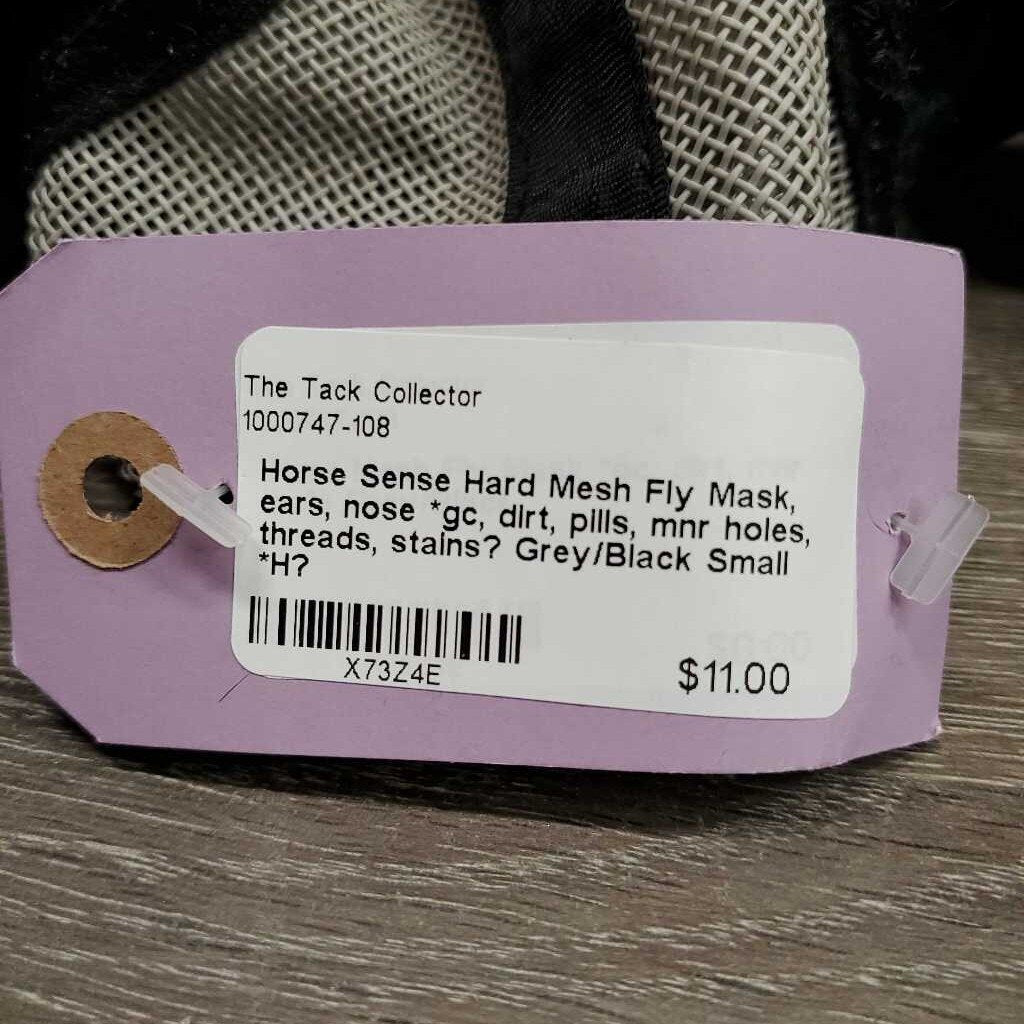 The Tack Collector
1000747-108
Horse Sense Hard Mesh Fly Mask,
ears, nose *gc, dirt, pills, mnr holes,
threads, stains? Grey/Black Small
*H?
X73Z4E
$11.00